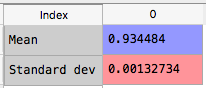 Index 0
Mean 0.934484
Standard dev 0.00132734